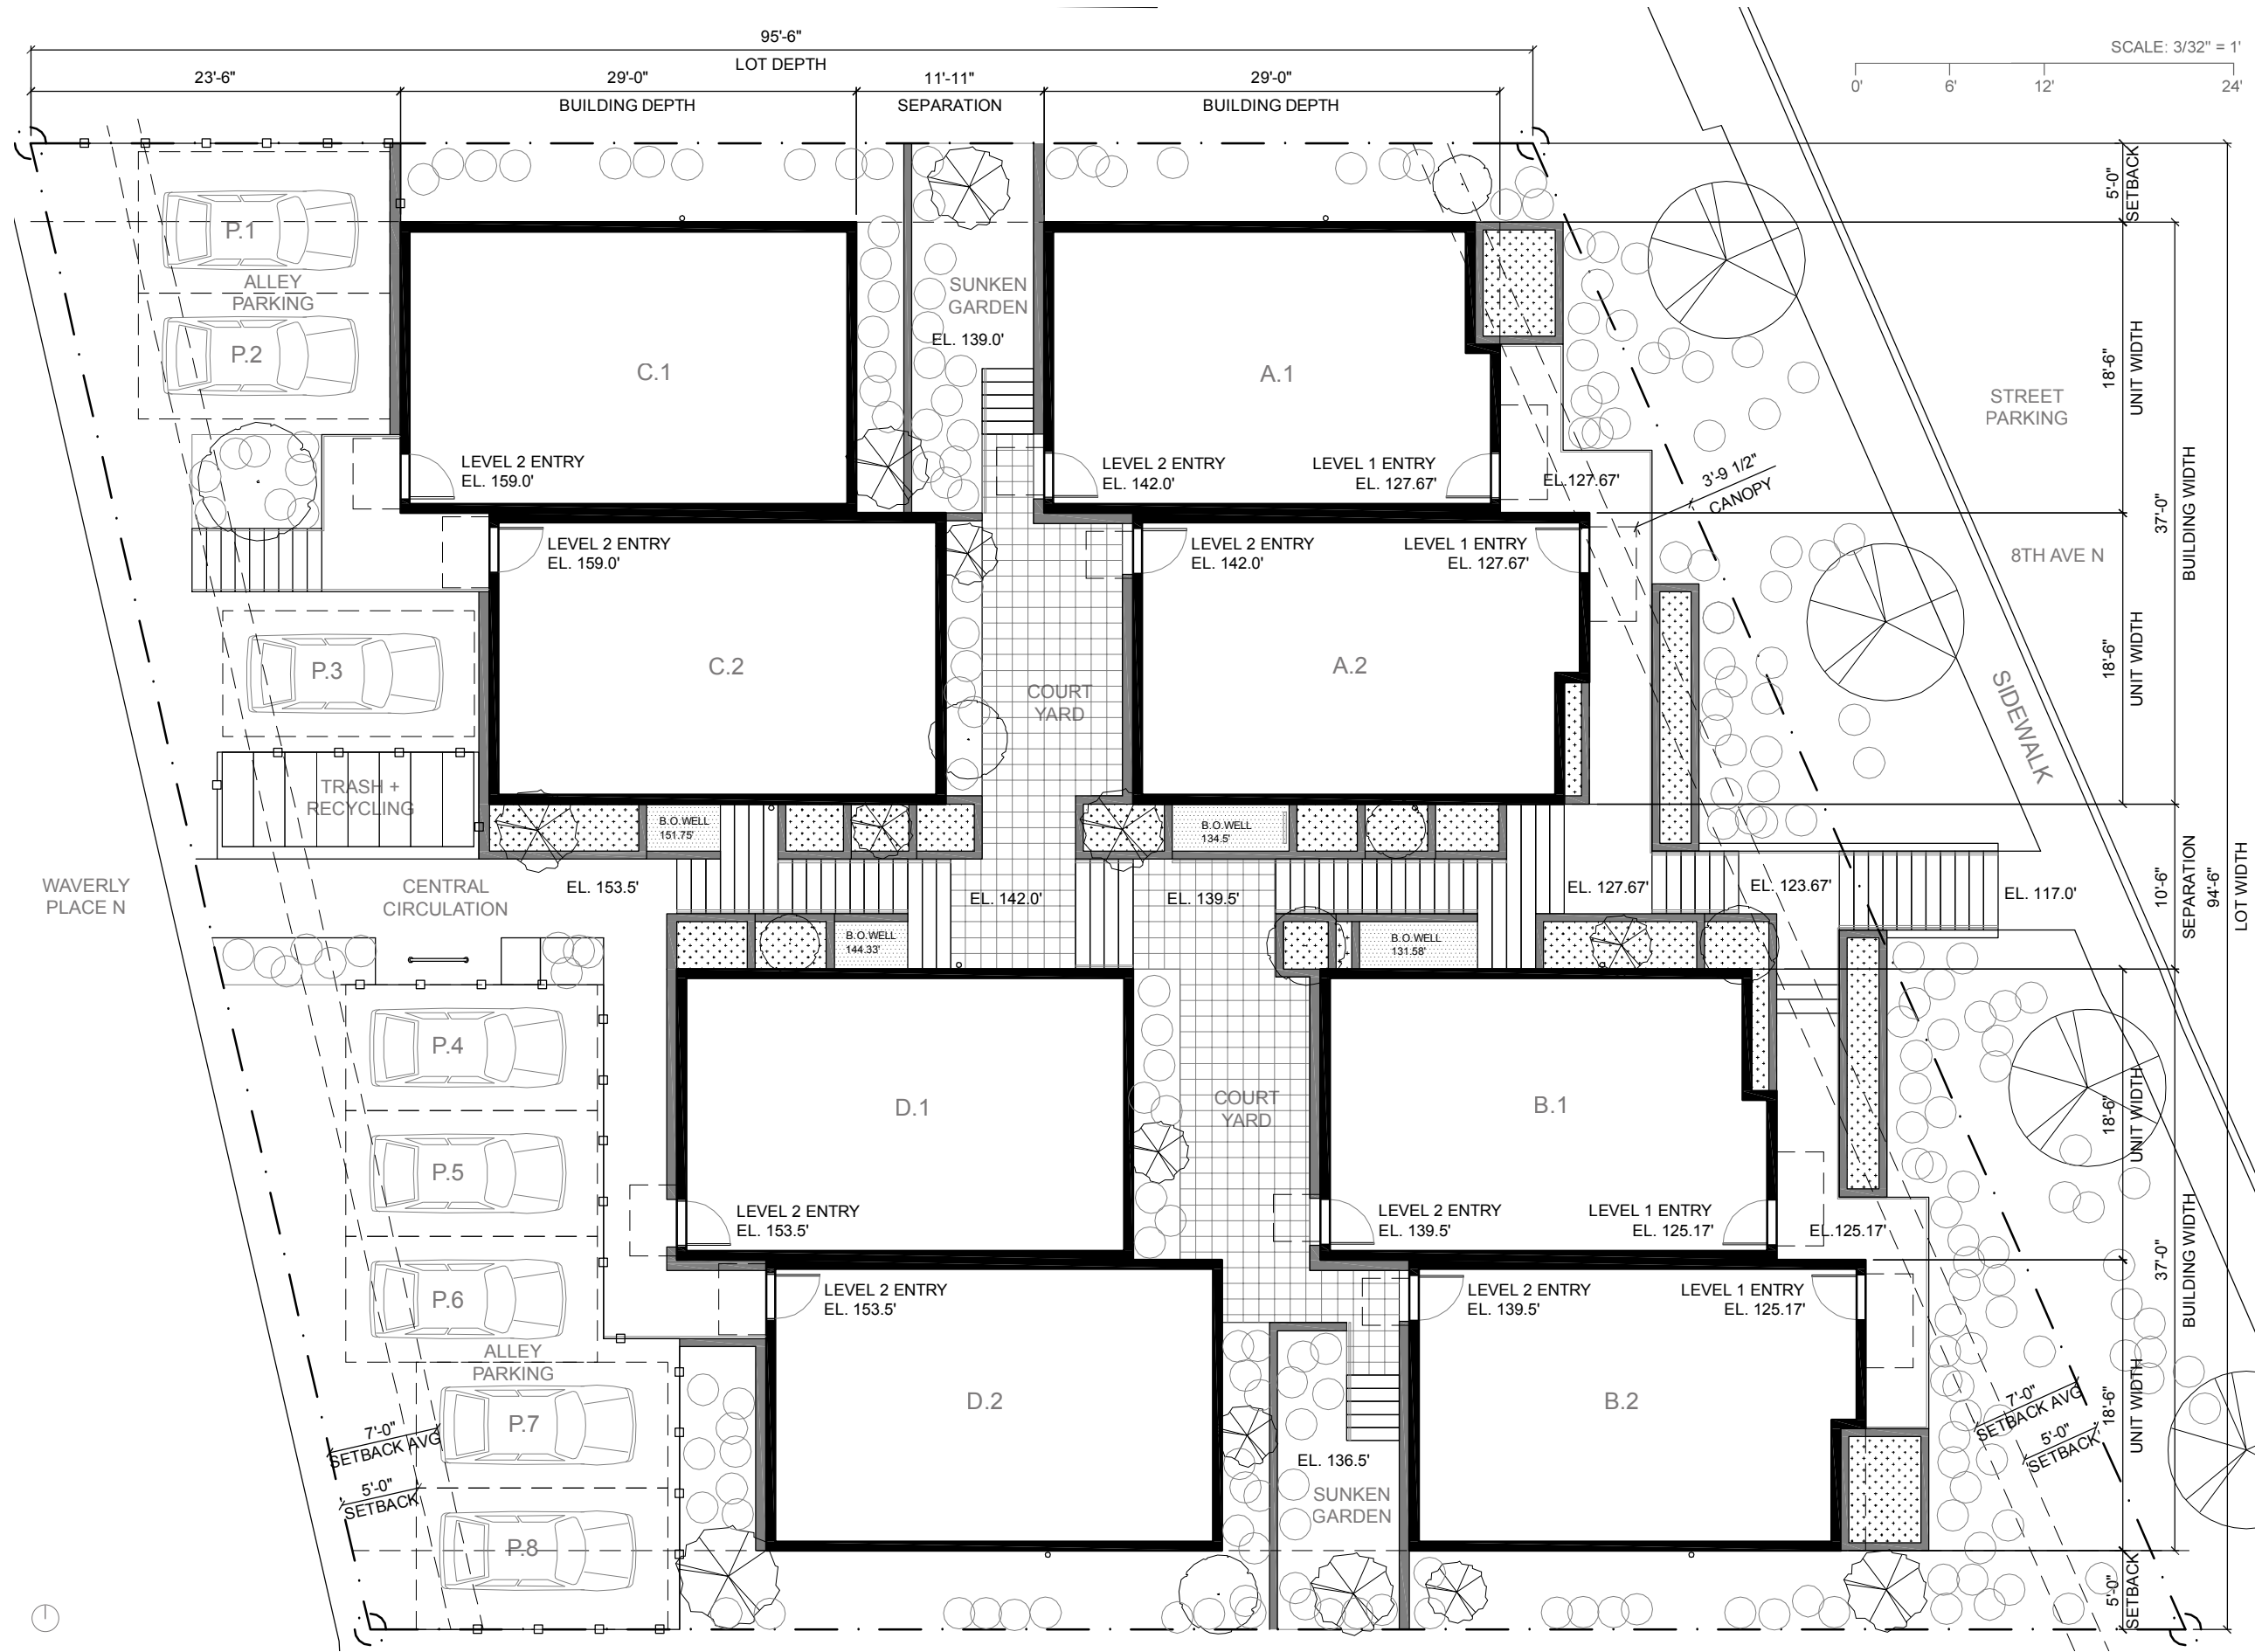 95'-6"
LOT DEPTH
SCALE: 3/32" = 1'
0'
6'
12'
24'
23'-6"
29'-0"
BUILDING DEPTH
11'-11"
SEPARATION
29'-0"
BUILDING DEPTH
5'-0"
SETBACK
P.1
ALLEY
PARKING
P.2
C.1
SUNKEN
GARDEN
EL. 139.0'
A.1
18'-6"
UNIT WIDTH
STREET
PARKING
LEVEL 2 ENTRY
EL. 159.0'
LEVEL 2 ENTRY
EL. 142.0'
LEVEL 1 ENTRY
EL. 127.67'
EL.127.67'
3'-9 1/2"
CANOPY
37'-0"
BUILDING WIDTH
LEVEL 2 ENTRY
EL. 159.0'
LEVEL 2 ENTRY
EL. 142.0'
LEVEL 1 ENTRY
EL. 127.67'
8TH AVE N
P.3
C.2
COURT
YARD
A.2
18'-6"
UNIT WIDTH
SIDEWALK
TRASH +
RECYCLING
B.O.WELL
151.75'
B.O.WELL
134.5'
WAVERLY
PLACE N
CENTRAL
CIRCULATION
EL. 153.5'
EL. 142.0'
EL. 139.5'
EL. 127.67'
EL. 123.67'
EL. 117.0'
10'-6"
SEPARATION
94'-6"
LOT WIDTH
B.O.WELL
144.33'
B.O.WELL
131.58'
P.4
D.1
COURT
YARD
B.1
18'-6"
UNIT WIDTH
P.5
LEVEL 2 ENTRY
EL. 153.5'
LEVEL 2 ENTRY
EL. 139.5'
LEVEL 1 ENTRY
EL. 125.17'
EL.125.17'
37'-0"
BUILDING WIDTH
P.6
LEVEL 2 ENTRY
EL. 153.5'
LEVEL 2 ENTRY
EL. 139.5'
LEVEL 1 ENTRY
EL. 125.17'
ALLEY
PARKING
P.7
D.2
B.2
18'-6"
UNIT WIDTH
7'-0"
SETBACK AVG
5'-0"
SETBACK
EL. 136.5'
SUNKEN
GARDEN
7'-0"
SETBACK AVG
5'-0"
SETBACK
P.8
5'-0"
SETBACK